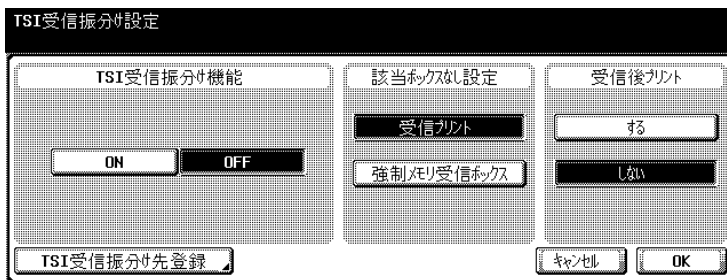 TSI受信振分け設定
TSI受信振分け機能
該当ボックスなし設定
受信後プリント
受信プリント
する
ON
OFF
強制メモリ受信ボックス
しない
TSI受信振分け先登録
キャンセル
OK